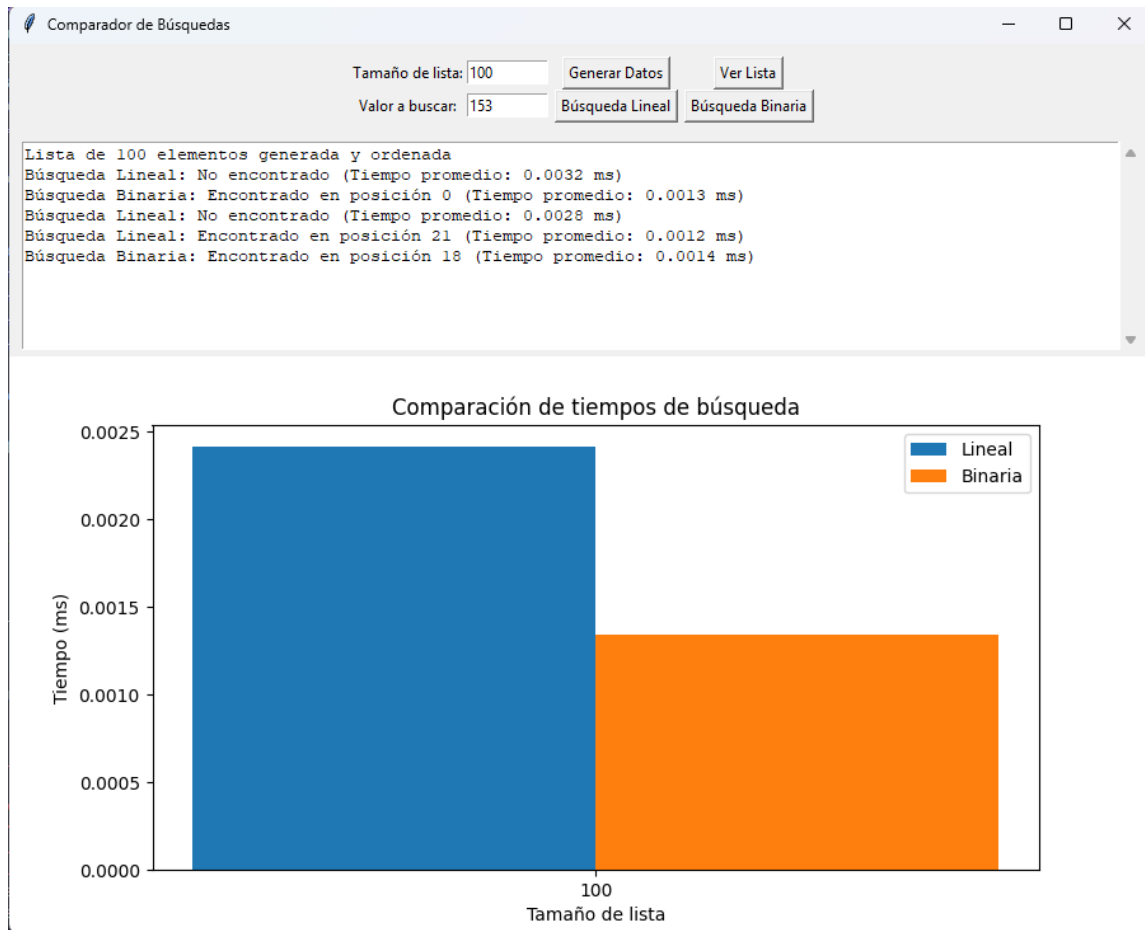 Comparador de Búsquedas
Tamaño de lista: 100 Generar Datos Ver Lista
Valor a buscar: 153 Búsqueda Lineal Búsqueda Binaria
Lista de 100 elementos generada y ordenada
Búsqueda Lineal: No encontrado (Tiempo promedio: 0.0032 ms)
Búsqueda Binaria: Encontrado en posición 0 (Tiempo promedio: 0.0013 ms)
Búsqueda Lineal: No encontrado (Tiempo promedio: 0.0028 ms)
Búsqueda Lineal: Encontrado en posición 21 (Tiempo promedio: 0.0012 ms)
Búsqueda Binaria: Encontrado en posición 18 (Tiempo promedio: 0.0014 ms)
Comparación de tiempos de búsqueda
Lineal
Binaria
0.0025
0.0020
0.0015
0.0010
0.0005
0.0000
Tiempo (ms)
100
Tamaño de lista